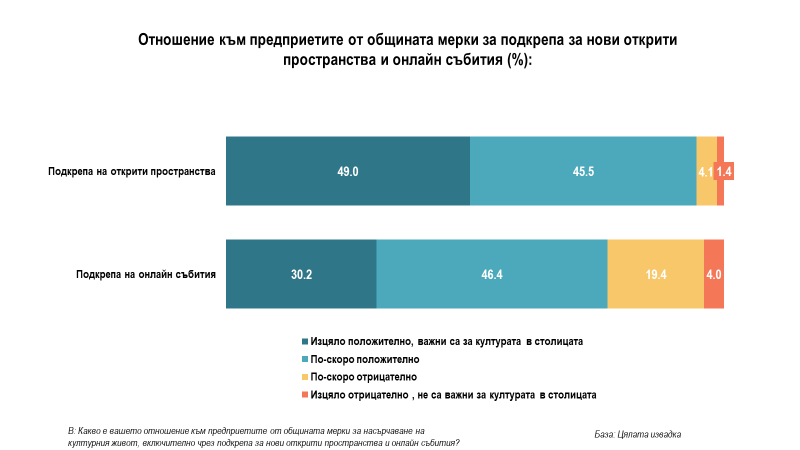 Отношение към предприетите от общината мерки за подкрепа за нови открити
пространства и онлайн събития (%):
Подкрепа на открити пространства
49.0
45.5
4.1
1.4
Подкрепа на онлайн събития
30.2
46.4
19.4
4.0
Изцяло положително, важни са за културата в столицата
По-скоро положително
По-скоро отрицателно
Изцяло отрицателно , не са важни за културата в столицата
В: Какво е вашето отношение към предприетите от общината мерки за насърчаване на
културния живот, включително чрез подкрепа за нови открити пространства и онлайн събития?
База: Цялата извадка